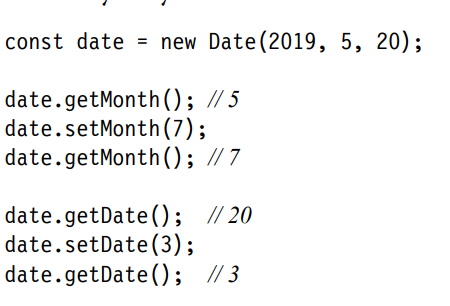 const date = new Date(2019, 5, 20);
date.getMonth(); // 5
date.setMonth(7);
date.getMonth(); // 7
date.getDate(); // 20
date.setDate(3);
date.getDate(); // 3